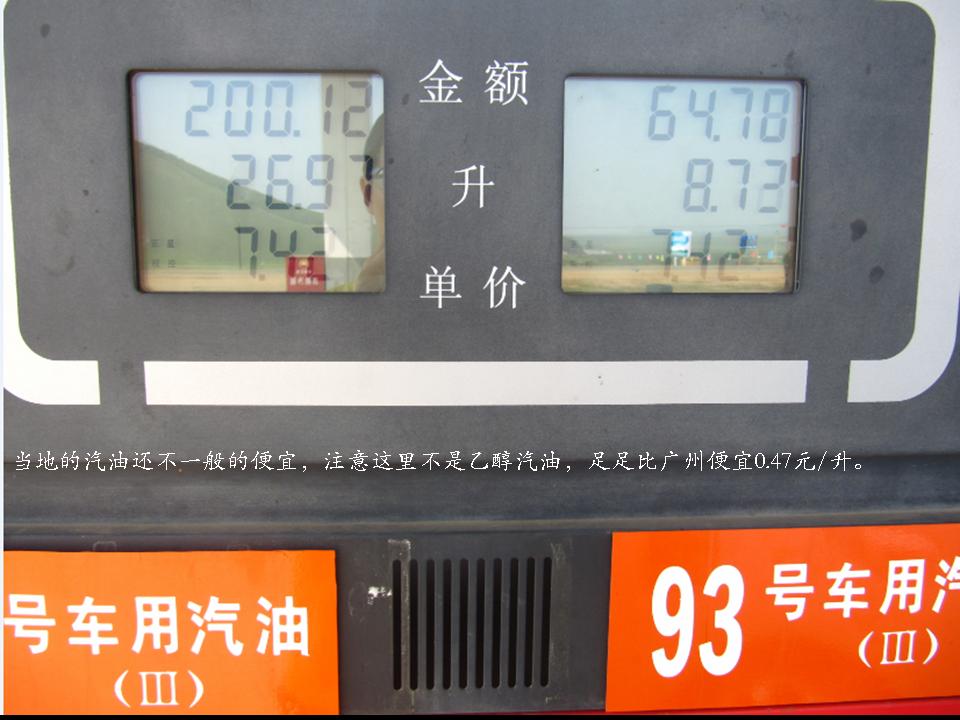 200.12
金额
64.78
26.97
升
8.73
7.42
单价
7.12
当地的汽油还不一般的便宜，注意这里不是乙醇汽油，足足比广州便宜0.47元/升。
号车用汽油
（Ⅲ）
93号车用汽
（Ⅲ）